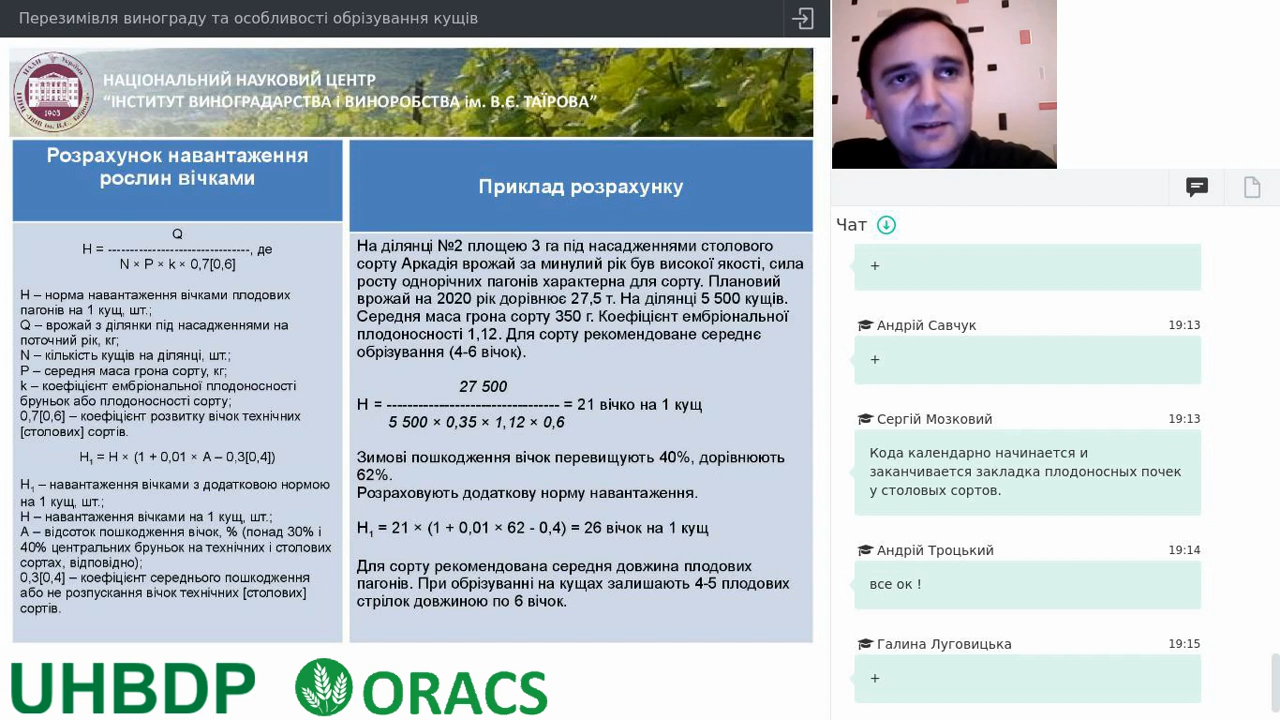 Перезимівля винограду та особливості обрізування кущів
НАЦІОНАЛЬНИЙ НАУКОВИЙ ЦЕНТР
“ІНСТИТУТ ВИНОГРАДАРСТВА і ВИНОРОБСТВА ім. В.Є. ТАЇРОВА”
1905
Розрахунок навантаження
рослин вічками
Q
Н = --------------------------------, де
N × P × k × 0,7[0,6]
Н – норма навантаження вічками плодових
пагонів на 1 кущ, шт.;
Q – врожай з ділянки під насадженнями на
поточний рік, кг;
N – кількість кущів на ділянці, шт.;
P – середня маса грона сорту, кг;
k – коефіцієнт ембріональної плодоносності
бруньок або плодоносності сорту;
0,7[0,6] – коефіцієнт розвитку вічок технічних
[столових] сортів.
Н₁ = Н × (1 + 0,01 × А – 0,3[0,4])
Н₁ – навантаження вічками з додатковою нормою
на 1 кущ, шт.;
Н – навантаження вічками на 1 кущ, шт.;
А – відсоток пошкодження вічок, % (понад 30% і
40% центральних бруньок на технічних і столових
сортах, відповідно);
0,3[0,4] – коефіцієнт середнього пошкодження
або не розпускання вічок технічних [столових]
сортів.
Приклад розрахунку
На ділянці №2 площею 3 га під насадженнями столового
сорту Аркадія врожай за минулий рік був високої якості, сила
росту однорічних пагонів характерна для сорту. Плановий
врожай на 2020 рік дорівнює 27,5 т. На ділянці 5 500 кущів.
Середня маса грона сорту 350 г. Коефіцієнт ембріональної
плодоносності 1,12. Для сорту рекомендоване середнє
обрізування (4-6 вічок).
27 500
Н = -------------------------------- = 21 вічко на 1 кущ
5 500 × 0,35 × 1,12 × 0,6
Зимові пошкодження вічок перевищують 40%, дорівнюють
62%.
Розраховують додаткову норму навантаження.
Н₁ = 21 × (1 + 0,01 × 62 - 0,4) = 26 вічок на 1 кущ
Для сорту рекомендована середня довжина плодових
пагонів. При обрізуванні на кущах залишають 4-5 плодових
стрілок довжиною по 6 вічок.
UHBDP
ORACS
Чат
+
Андрій Савчук 19:13
+
Сергій Мозковий 19:13
Кода календарно начинается и
заканчивается закладка плодоносных почек
у столовых сортов.
Андрій Троцький 19:14
все ок !
Галина Луговицька 19:15
+